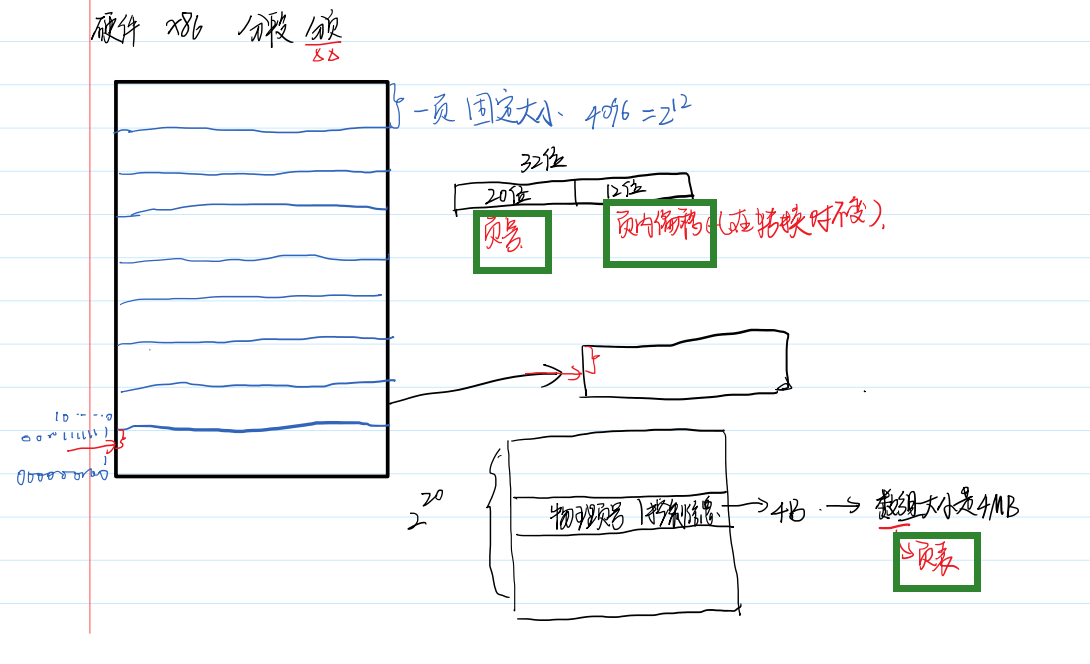 硬件 x86 分段 分页
一页 固定大小 4096 = 2^12
32位
20位 12位
页号
页内偏移(在转换时不变).
10.....0
0000000000
2^20
物理页号 控制信息 → 4B → 数组大小是4MB
页表